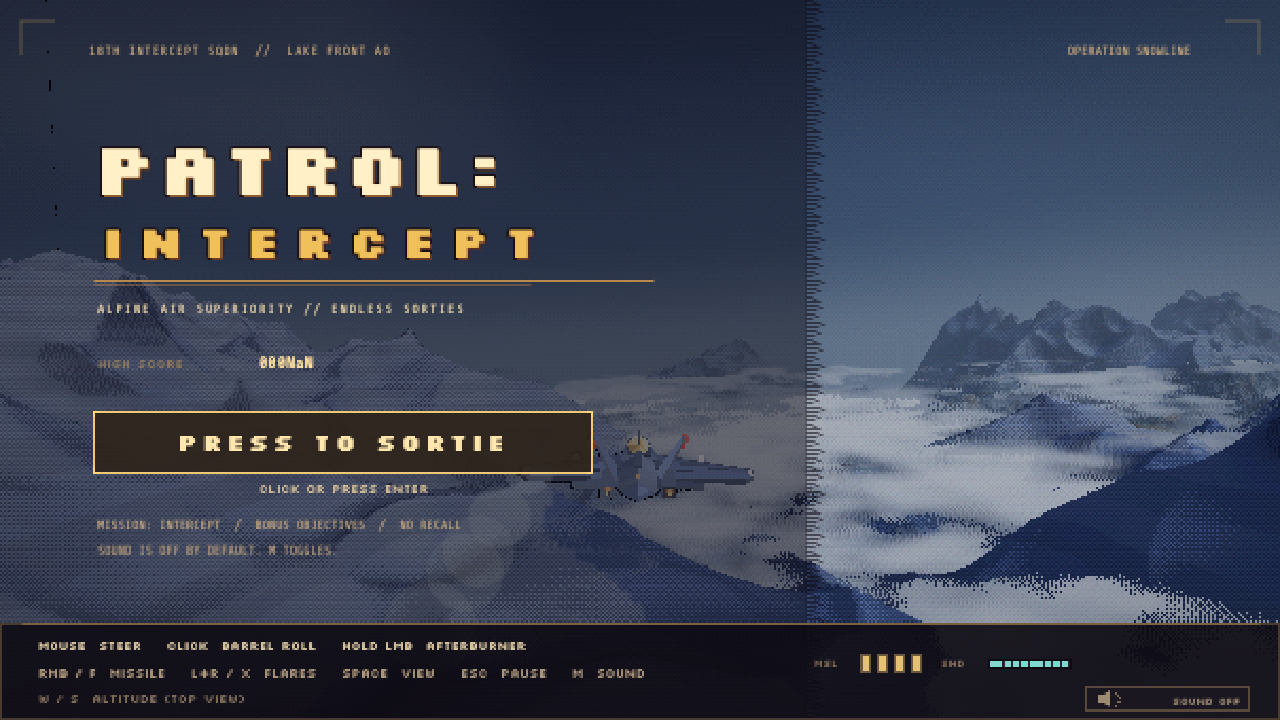 18TH INTERCEPT SQDN // LAKE FRONT AO
OPERATION SNOWLINE
PATROL:
INTERCEPT
ALPINE AIR SUPERIORITY // ENDLESS SORTIES
HIGH SCORE 000NaN
PRESS TO SORTIE
CLICK OR PRESS ENTER
MISSION: INTERCEPT / BONUS OBJECTIVES / NO RECALL
SOUND IS OFF BY DEFAULT. M TOGGLES.
MOUSE STEER CLICK BARREL ROLL HOLD LMB AFTERBURNER
RMB / F MISSILE L+R / X FLARES SPACE VIEW ESC PAUSE M SOUND
W / S ALTITUDE (TOP VIEW)
MSL SHD
SOUND OFF